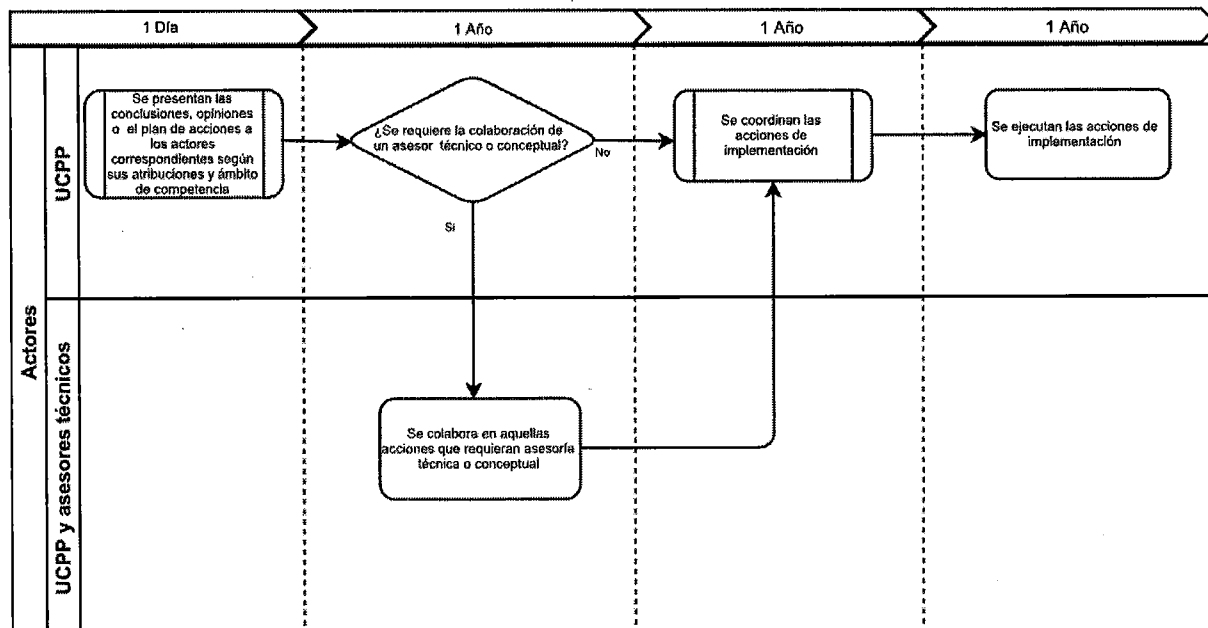 1 Día
1 Año
1 Año
1 Año
Actores
UCPP
UCPP y asesores técnicos
Se presentan las
conclusiones, opiniones
o el plan de acciones a
los actores
correspondientes según
sus atribuciones y ámbito
de competencia
¿Se requiere la colaboración de
un asesor técnico o conceptual?
No
Si
Se coordinan las
acciones de
implementación
Se ejecutan las acciones de
implementación
Se colabora en aquellas
acciones que requieran asesoría
técnica o conceptual